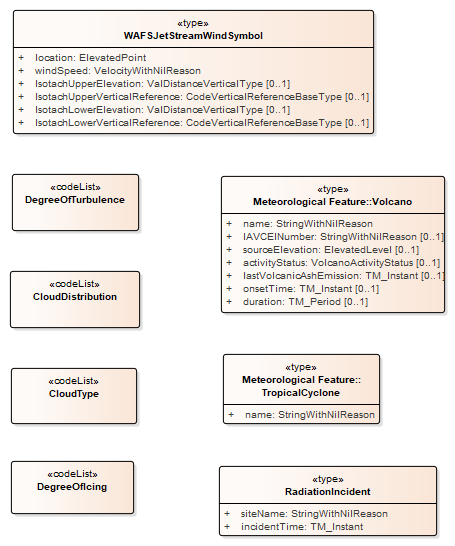 «type»
WAFSJetStreamWindSymbol
+ location: ElevatedPoint
+ windSpeed: VelocityWithNilReason
+ IsotachUpperElevation: ValDistanceVerticalType [0..1]
+ IsotachUpperVerticalReference: CodeVerticalReferenceBaseType [0..1]
+ IsotachLowerElevation: ValDistanceVerticalType [0..1]
+ IsotachLowerVerticalReference: CodeVerticalReferenceBaseType [0..1]
«codeList»
DegreeOfTurbulence
«type»
Meteorological Feature::Volcano
+ name: StringWithNilReason
+ IAVCEINumber: StringWithNilReason [0..1]
+ sourceElevation: ElevatedLevel [0..1]
+ activityStatus: VolcanoActivityStatus [0..1]
+ lastVolcanicAshEmission: TM_Instant [0..1]
+ onsetTime: TM_Instant [0..1]
+ duration: TM_Period [0..1]
«codeList»
CloudDistribution
«codeList»
CloudType
«type»
Meteorological Feature::
TropicalCyclone
+ name: StringWithNilReason
«codeList»
DegreeOfIcing
«type»
RadiationIncident
+ siteName: StringWithNilReason
+ incidentTime: TM_Instant